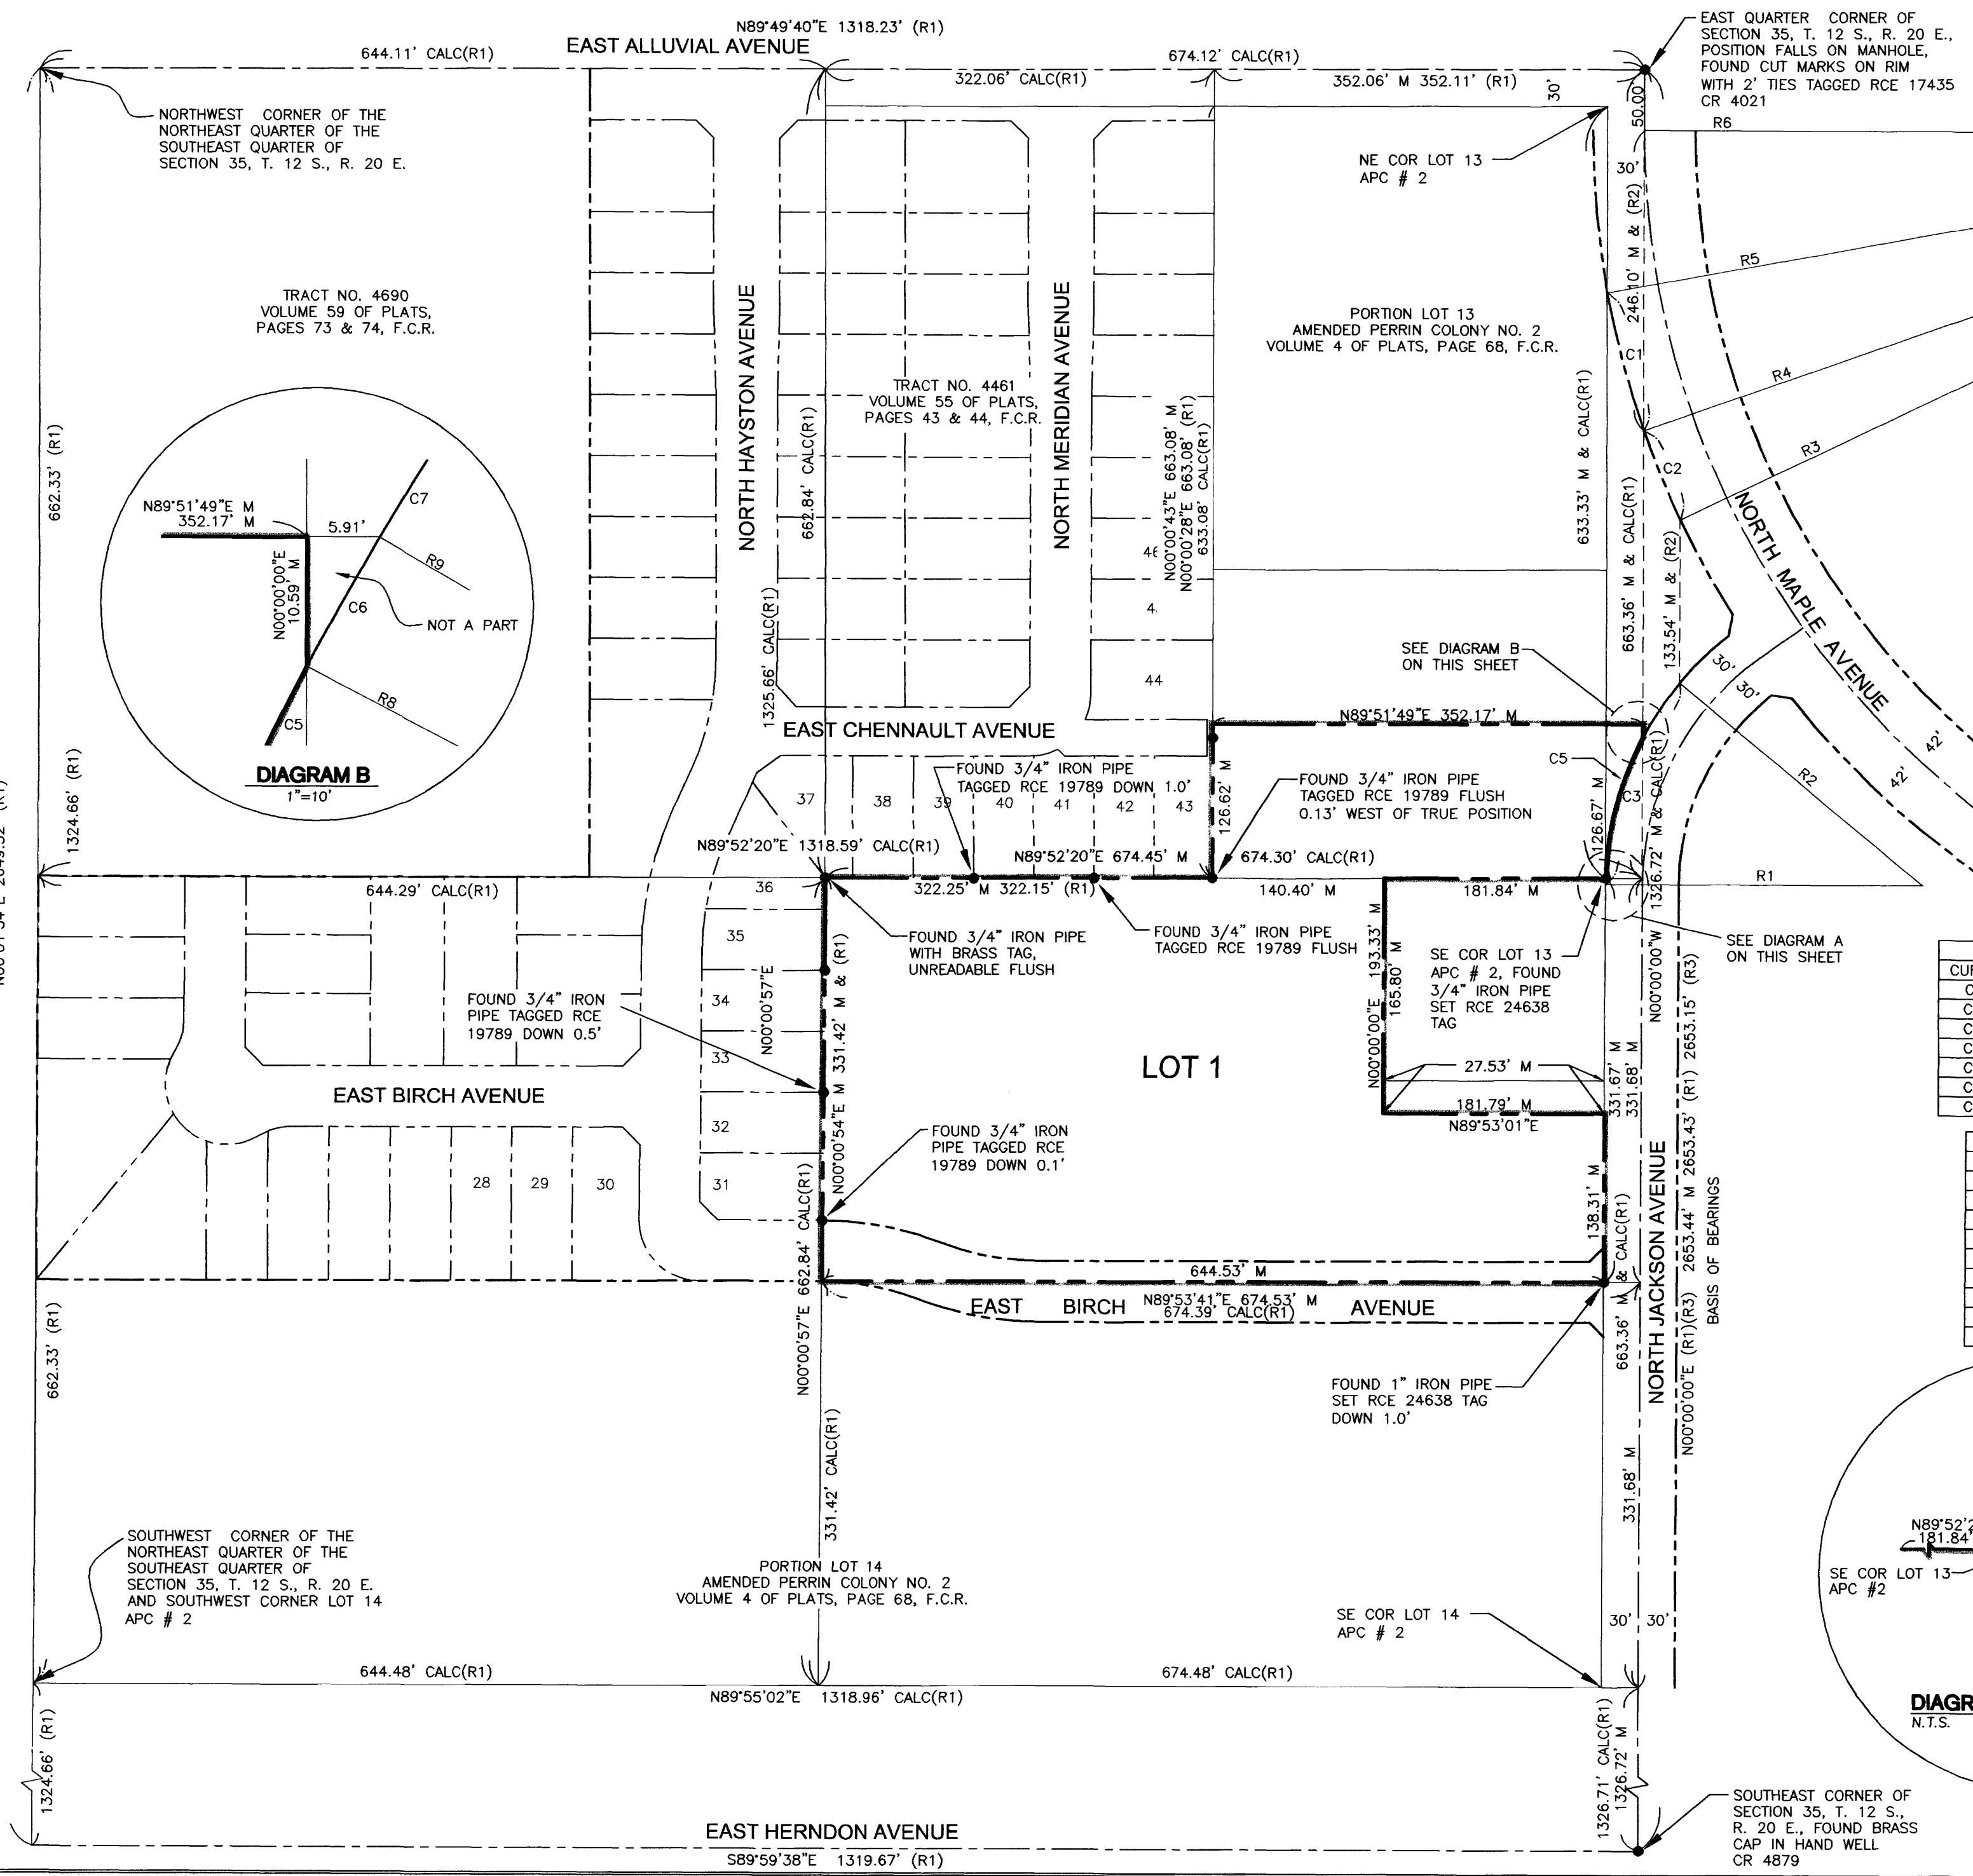 N89°49'40"E 1318.23' (R1)
644.11' CALC(R1)
EAST ALLUVIAL AVENUE
674.12' CALC(R1)
322.06' CALC(R1)
352.06' M 352.11' (R1)
30'
50.00'
EAST QUARTER CORNER OF
SECTION 35, T. 12 S., R. 20 E.,
POSITION FALLS ON MANHOLE,
FOUND CUT MARKS ON RIM
WITH 2' TIES TAGGED RCE 17435
CR 4021
R6
NORTHWEST CORNER OF THE
NORTHEAST QUARTER OF THE
SOUTHEAST QUARTER OF
SECTION 35, T. 12 S., R. 20 E.
NE COR LOT 13
APC # 2
30'
246.10' M & (R2)
R5
TRACT NO. 4690
VOLUME 59 OF PLATS,
PAGES 73 & 74, F.C.R.
NORTH HAYSTON AVENUE
NORTH MERIDIAN AVENUE
PORTION LOT 13
AMENDED PERRIN COLONY NO. 2
VOLUME 4 OF PLATS, PAGE 68, F.C.R.
C1
R4
TRACT NO. 4461
VOLUME 55 OF PLATS,
PAGES 43 & 44, F.C.R.
662.33' (R1)
662.84' CALC(R1)
N00°00'43"E 663.08' M
N00°00'28"E 663.08' (R1)
633.08' CALC(R1)
633.33' M & CALC(R1)
R3
C2
N89°51'49"E M
352.17' M
5.91'
C7
N00°00'00"E
10.59' M
R9
C6
NOT A PART
R8
C5
DIAGRAM B
1"=10'
663.36' M & CALC(R1)
133.54' M & (R2)
NORTH MAPLE AVENUE
46
44
1325.66' CALC(R1)
SEE DIAGRAM B
ON THIS SHEET
30'
30'
EAST CHENNAULT AVENUE
N89°51'49"E 352.17' M
C5
R2
42'
42'
1324.66' (R1)
FOUND 3/4" IRON PIPE
TAGGED RCE 19789 DOWN 1.0'
37
38
39
40
41
42
43
126.62' M
FOUND 3/4" IRON PIPE
TAGGED RCE 19789 FLUSH
0.13' WEST OF TRUE POSITION
126.67' M
C3
N89°52'20"E 1318.59' CALC(R1)
N89°52'20"E 674.45' M
674.30' CALC(R1)
N00°00'00"W 1326.72' M & CALC(R1)
644.29' CALC(R1)
36
322.25' M 322.15' (R1)
140.40' M
181.84' M
R1
35
FOUND 3/4" IRON PIPE
WITH BRASS TAG,
UNREADABLE FLUSH
FOUND 3/4" IRON PIPE
TAGGED RCE 19789 FLUSH
N00°00'00"E 193.33' M
165.80' M
SE COR LOT 13
APC # 2, FOUND
3/4" IRON PIPE
SET RCE 24638
TAG
SEE DIAGRAM A
ON THIS SHEET
FOUND 3/4" IRON
PIPE TAGGED RCE
19789 DOWN 0.5'
34
N00°00'57"E
N00°00'54"E M 331.42' M & (R1)
33
LOT 1
27.53' M
331.67' M
331.68' M
EAST BIRCH AVENUE
181.79' M
N89°53'01"E
32
FOUND 3/4" IRON
PIPE TAGGED RCE
19789 DOWN 0.1'
28
29
30
31
138.31' M
NORTH JACKSON AVENUE
N00°00'00"E (R1)(R3) 2653.44' M 2653.43' (R1) 2653.15' (R3)
BASIS OF BEARINGS
N00°00'57"E 662.84' CALC(R1)
644.53' M
EAST BIRCH AVENUE
N89°53'41"E 674.53' M
674.39' CALC(R1)
663.36' M & CALC(R1)
662.33' (R1)
FOUND 1" IRON PIPE
SET RCE 24638 TAG
DOWN 1.0'
331.42' CALC(R1)
331.68' M
SOUTHWEST CORNER OF THE
NORTHEAST QUARTER OF THE
SOUTHEAST QUARTER OF
SECTION 35, T. 12 S., R. 20 E.
AND SOUTHWEST CORNER LOT 14
APC # 2
PORTION LOT 14
AMENDED PERRIN COLONY NO. 2
VOLUME 4 OF PLATS, PAGE 68, F.C.R.
181.84'
SE COR LOT 13
APC #2
SE COR LOT 14
APC # 2
30'
30'
644.48' CALC(R1)
674.48' CALC(R1)
N89°55'02"E 1318.96' CALC(R1)
N.T.S.
1324.66' (R1)
1326.71' CALC(R1)
1326.72' M
SOUTHEAST CORNER OF
SECTION 35, T. 12 S.,
R. 20 E., FOUND BRASS
CAP IN HAND WELL
CR 4879
EAST HERNDON AVENUE
S89°59'38"E 1319.67' (R1)